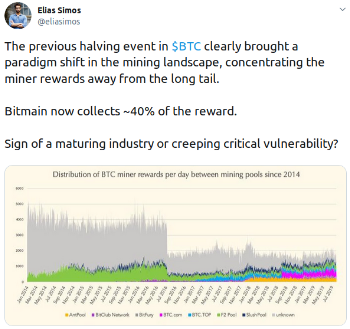 Elias Simos
@eliasimos
The previous halving event in $BTC clearly brought a
paradigm shift in the mining landscape, concentrating the
miner rewards away from the long tail.
Bitmain now collects ~40% of the reward.
Sign of a maturing industry or creeping critical vulnerability?
Distribution of BTC miner rewards per day between mining pools since 2014
AntPool BitClub Network BitFury BTC.com BTC.TOP F2 Pool SlushPool unknown